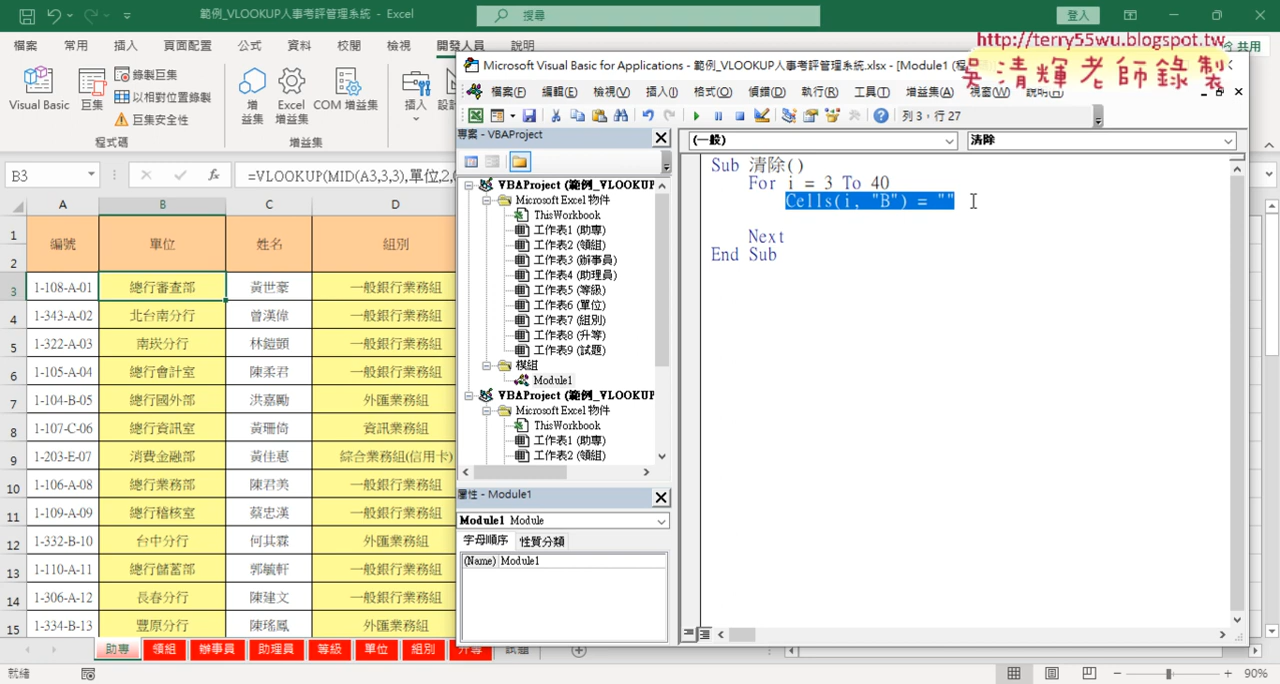 範例_VLOOKUP人事考評管理系統 - Excel
搜尋
登入
檔案 常用 插入 頁面配置 公式 資料 校閱 檢視 開發人員 說明
共用
http://terry55wu.blogspot.tw
吳清輝老師錄製
Visual Basic
巨集
錄製巨集
以相對位置錄製
巨集安全性
程式碼
增益集
Excel 增益集
COM 增益集
增益集
插入
B3
=VLOOKUP(MID(A3,3,3),單位,2,
A B C D
編號 單位 姓名 組別
1
2
3 1-108-A-01 總行審查部 黃世豪 一般銀行業務組
4 1-343-A-02 北台南分行 曾漢偉 一般銀行業務組
5 1-322-A-03 南崁分行 林鎧顗 一般銀行業務組
6 1-105-A-04 總行會計室 陳柔君 一般銀行業務組
7 1-104-B-05 總行國外部 洪嘉勵 外匯業務組
8 1-107-C-06 總行資訊室 黃珊倚 資訊業務組
9 1-203-E-07 消費金融部 黃佳惠 綜合業務組(信用卡)
10 1-106-A-08 總行業務部 陳君美 一般銀行業務組
11 1-109-A-09 總行稽核室 蔡忠漢 一般銀行業務組
12 1-332-B-10 台中分行 何其霖 外匯業務組
13 1-110-A-11 總行儲蓄部 郭毓軒 一般銀行業務組
14 1-306-A-12 長春分行 陳建文 一般銀行業務組
15 1-334-B-13 豐原分行 陳瑤鳳 外匯業務組
助專 領組 辦事員 助理員 等級 單位 組別 升等 試題
就緒
90%
Microsoft Visual Basic for Applications - 範例_VLOOKUP人事考評管理系統.xlsx - [Module1 (程
檔案(F) 編輯(E) 檢視(V) 插入(I) 格式(O) 偵錯(D) 執行(R) 工具(T) 增益集(A) 視窗(W) 說明(H)
列 3，行 27
專案 - VBAProject
VBAProject (範例_VLOOKUP
Microsoft Excel 物件
ThisWorkbook
工作表1 (助專)
工作表2 (領組)
工作表3 (辦事員)
工作表4 (助理員)
工作表5 (等級)
工作表6 (單位)
工作表7 (組別)
工作表8 (升等)
工作表9 (試題)
模組
Module1
VBAProject (範例_VLOOKUP
Microsoft Excel 物件
ThisWorkbook
工作表1 (助專)
工作表2 (領組)
屬性 - Module1
Module1 Module
字母順序 性質分類
(Name) Module1
(一般)
清除
Sub 清除()
For i = 3 To 40
Cells(i, "B") = ""
Next
End Sub